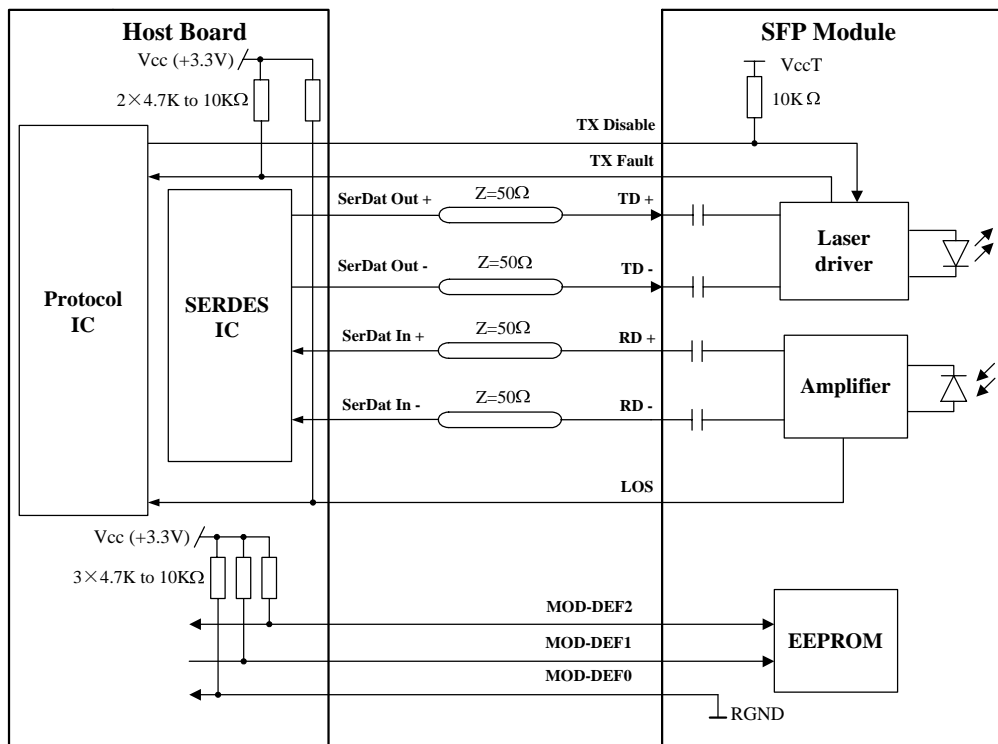 Host Board
SFP Module
Vcc (+3.3V)
VccT
2×4.7K to 10KΩ
10K Ω
TX Disable
TX Fault
SerDat Out +
Z=50Ω
TD +
SerDat Out -
Z=50Ω
TD -
Laser
driver
Protocol
IC
SERDES
IC
SerDat In +
Z=50Ω
RD +
SerDat In -
Z=50Ω
RD -
Amplifier
LOS
Vcc (+3.3V)
3×4.7K to 10KΩ
MOD-DEF2
MOD-DEF1
MOD-DEF0
EEPROM
RGND